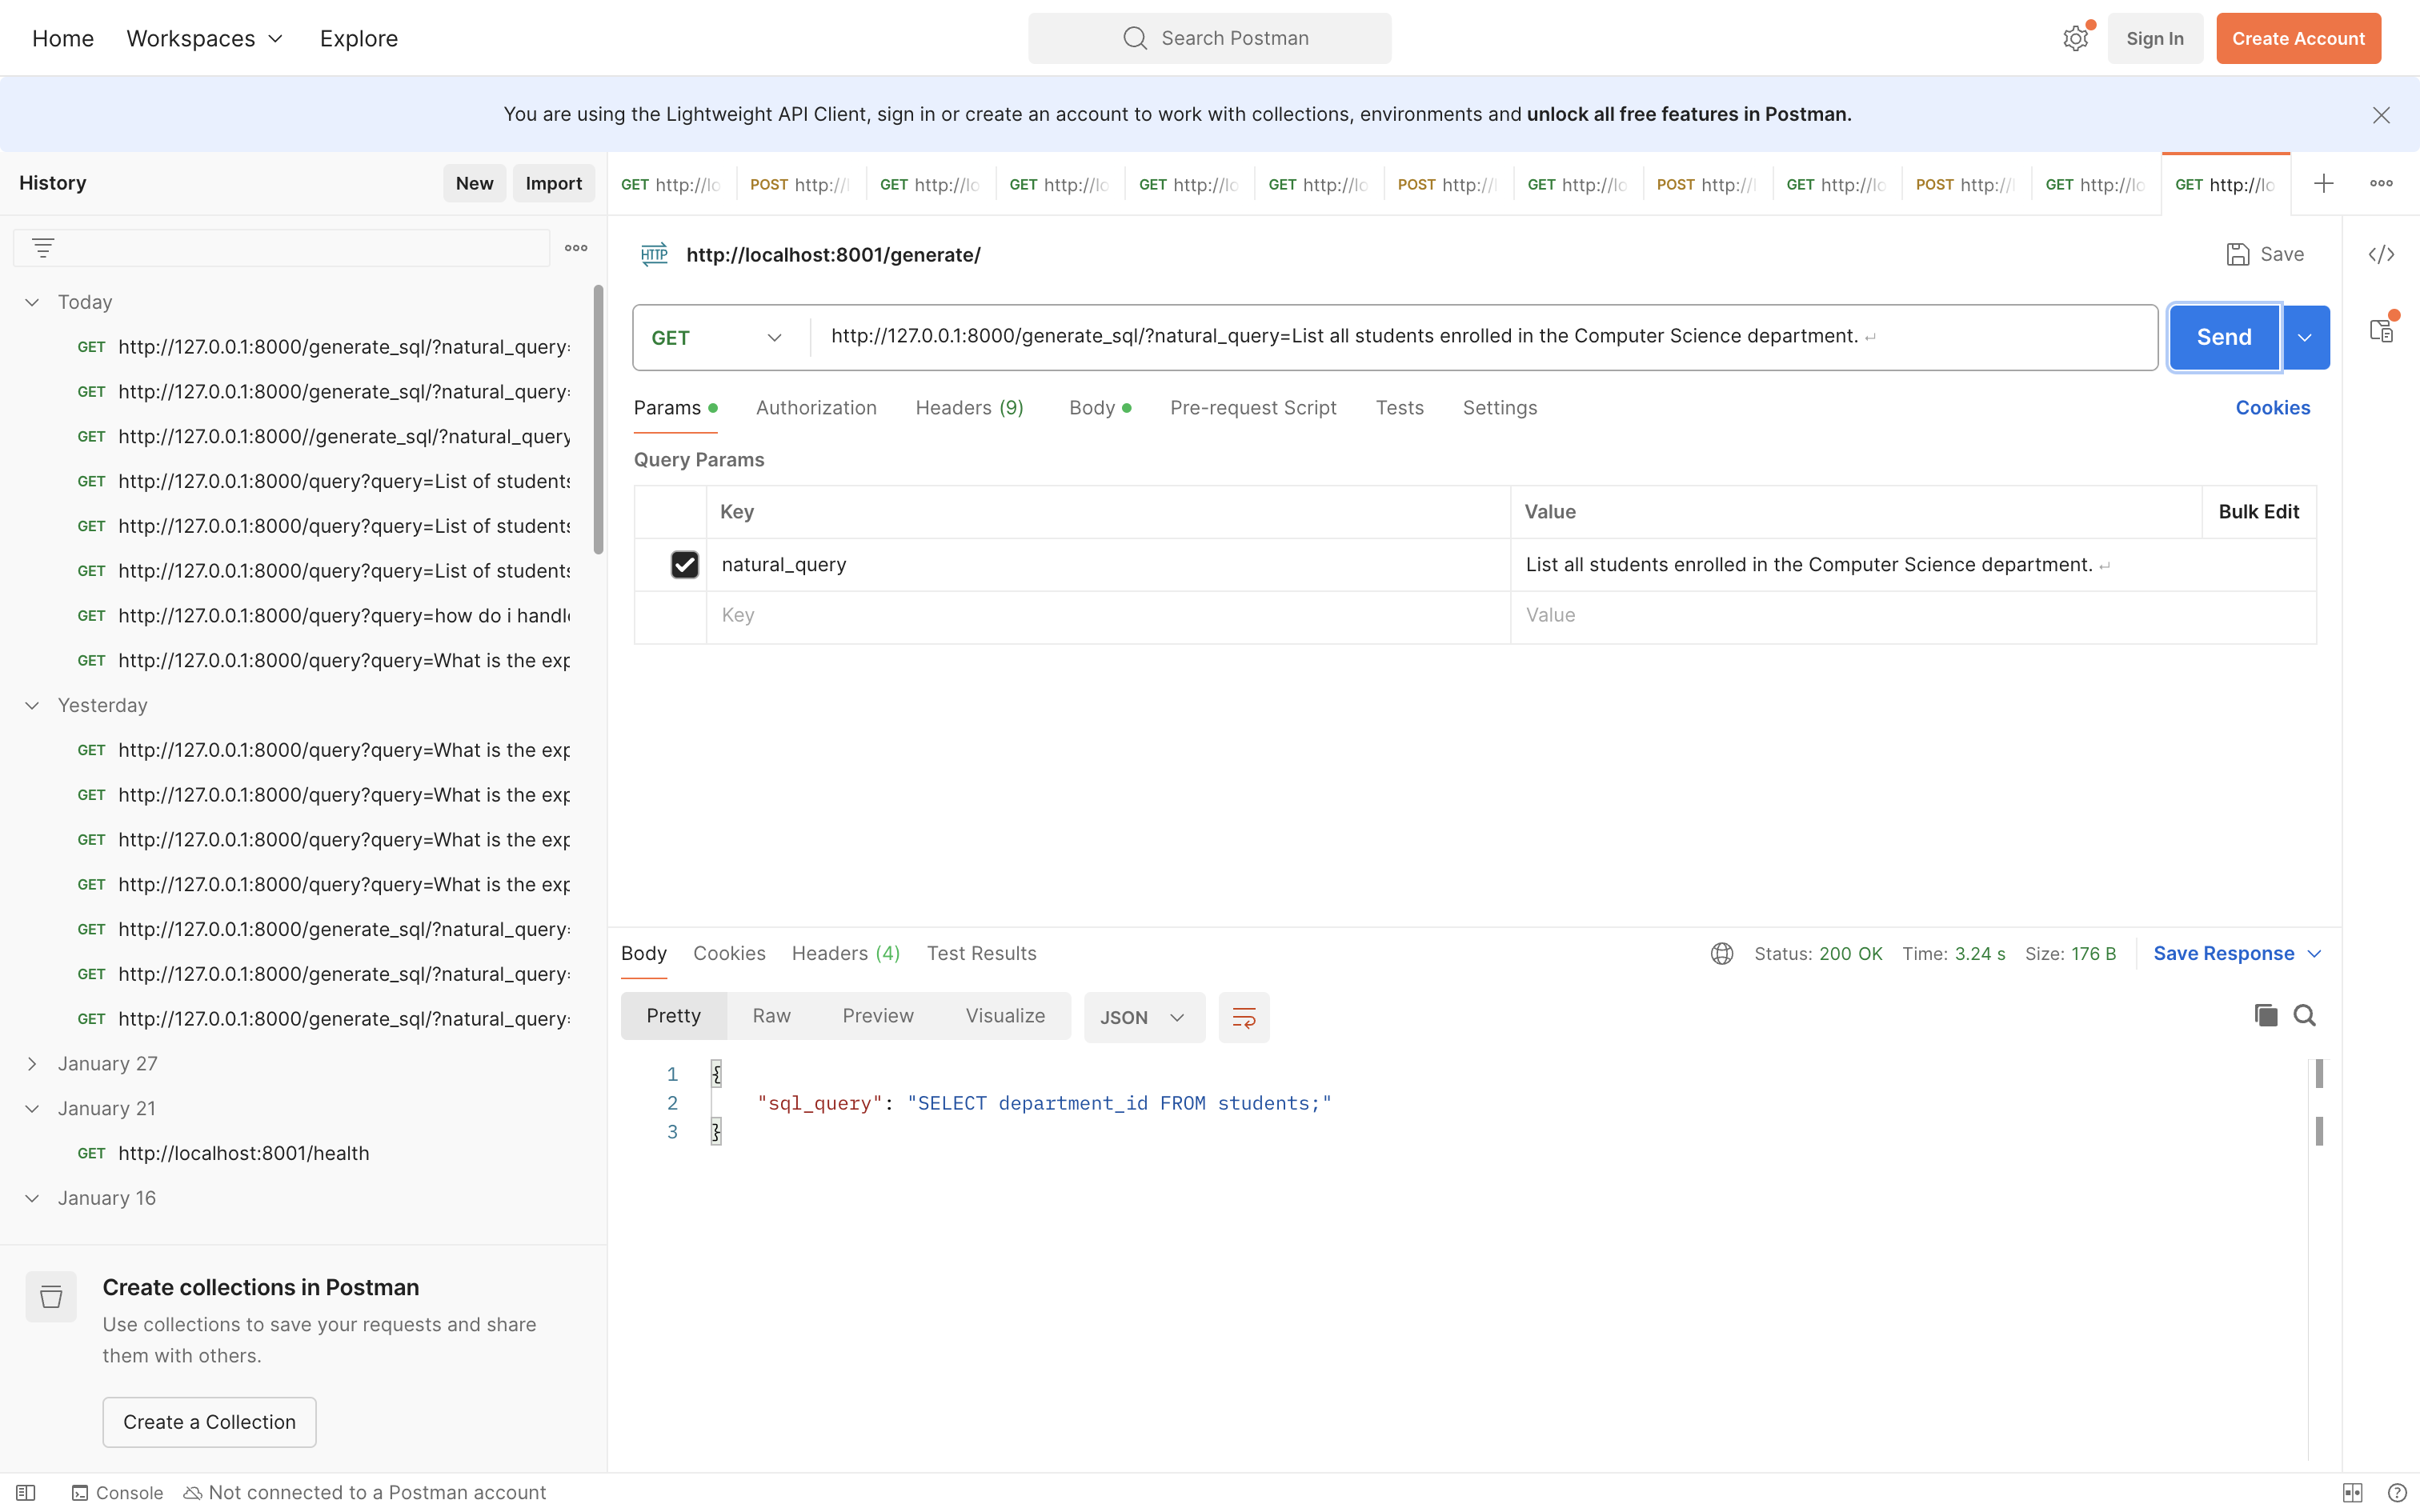 Home Workspaces Explore Search Postman Sign In Create Account
You are using the Lightweight API Client, sign in or create an account to work with collections, environments and unlock all free features in Postman.
History New Import
GET http://lo POST http:// GET http://lo GET http://lo GET http://lo GET http://lo POST http:// GET http://lo POST http:// GET http://lo POST http:// GET http://lo GET http://lo
Today
GET http://127.0.0.1:8000/generate_sql/?natural_query=
GET http://127.0.0.1:8000/generate_sql/?natural_query=
GET http://127.0.0.1:8000//generate_sql/?natural_query
GET http://127.0.0.1:8000/query?query=List of students
GET http://127.0.0.1:8000/query?query=List of students
GET http://127.0.0.1:8000/query?query=List of students
GET http://127.0.0.1:8000/query?query=how do i handle
GET http://127.0.0.1:8000/query?query=What is the exp
Yesterday
GET http://127.0.0.1:8000/query?query=What is the exp
GET http://127.0.0.1:8000/query?query=What is the exp
GET http://127.0.0.1:8000/query?query=What is the exp
GET http://127.0.0.1:8000/query?query=What is the exp
GET http://127.0.0.1:8000/generate_sql/?natural_query=
GET http://127.0.0.1:8000/generate_sql/?natural_query=
GET http://127.0.0.1:8000/generate_sql/?natural_query=
January 27
January 21
GET http://localhost:8001/health
January 16
Create collections in Postman
Use collections to save your requests and share
them with others.
Create a Collection
HTTP http://localhost:8001/generate/ Save
GET http://127.0.0.1:8000/generate_sql/?natural_query=List all students enrolled in the Computer Science department. ↵ Send
Params Authorization Headers (9) Body Pre-request Script Tests Settings Cookies
Query Params
Key Value Bulk Edit
natural_query List all students enrolled in the Computer Science department. ↵
Key Value
Body Cookies Headers (4) Test Results Status: 200 OK Time: 3.24 s Size: 176 B Save Response
Pretty Raw Preview Visualize JSON
1 {
2 "sql_query": "SELECT department_id FROM students;"
3 }
Console Not connected to a Postman account